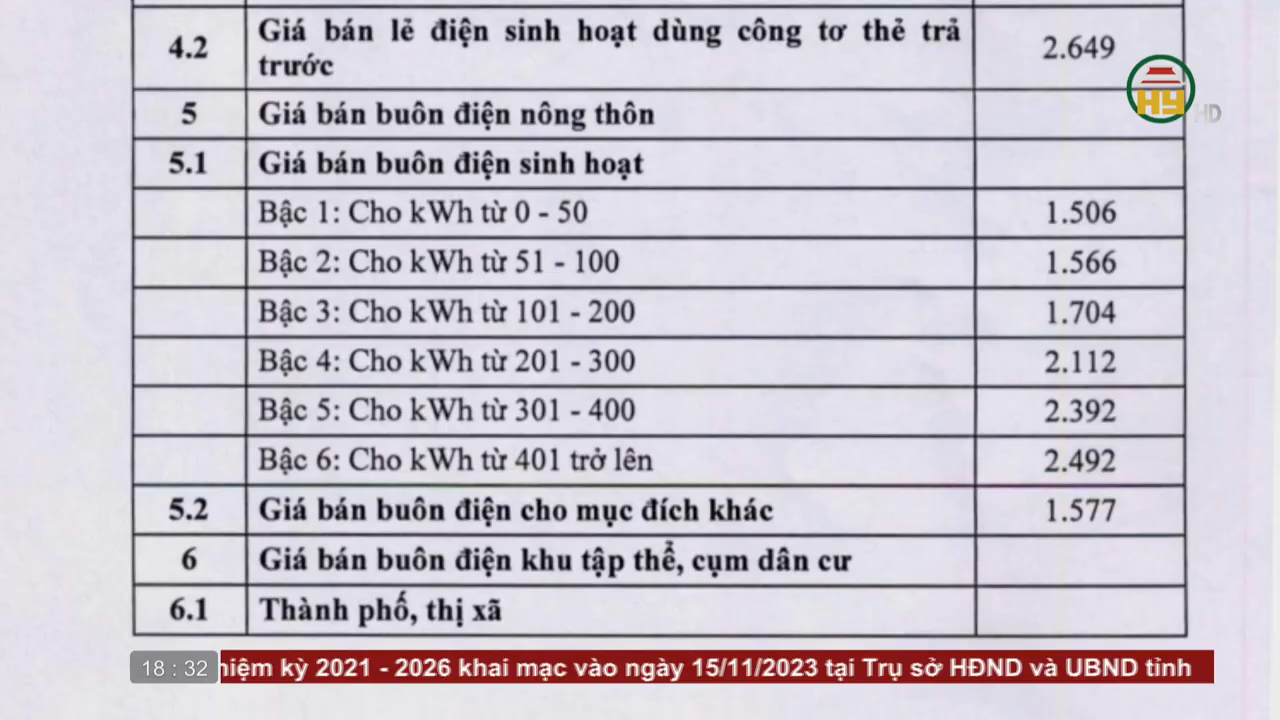 4.2 Giá bán lẻ điện sinh hoạt dùng công tơ thẻ trả 2.649
trước
HY HD
5 Giá bán buôn điện nông thôn
5.1 Giá bán buôn điện sinh hoạt
Bậc 1: Cho kWh từ 0 - 50 1.506
Bậc 2: Cho kWh từ 51 - 100 1.566
Bậc 3: Cho kWh từ 101 - 200 1.704
Bậc 4: Cho kWh từ 201 - 300 2.112
Bậc 5: Cho kWh từ 301 - 400 2.392
Bậc 6: Cho kWh từ 401 trở lên 2.492
5.2 Giá bán buôn điện cho mục đích khác 1.577
6 Giá bán buôn điện khu tập thể, cụm dân cư
6.1 Thành phố, thị xã
18 : 32 hiệm kỳ 2021 - 2026 khai mạc vào ngày 15/11/2023 tại Trụ sở HĐND và UBND tỉnh